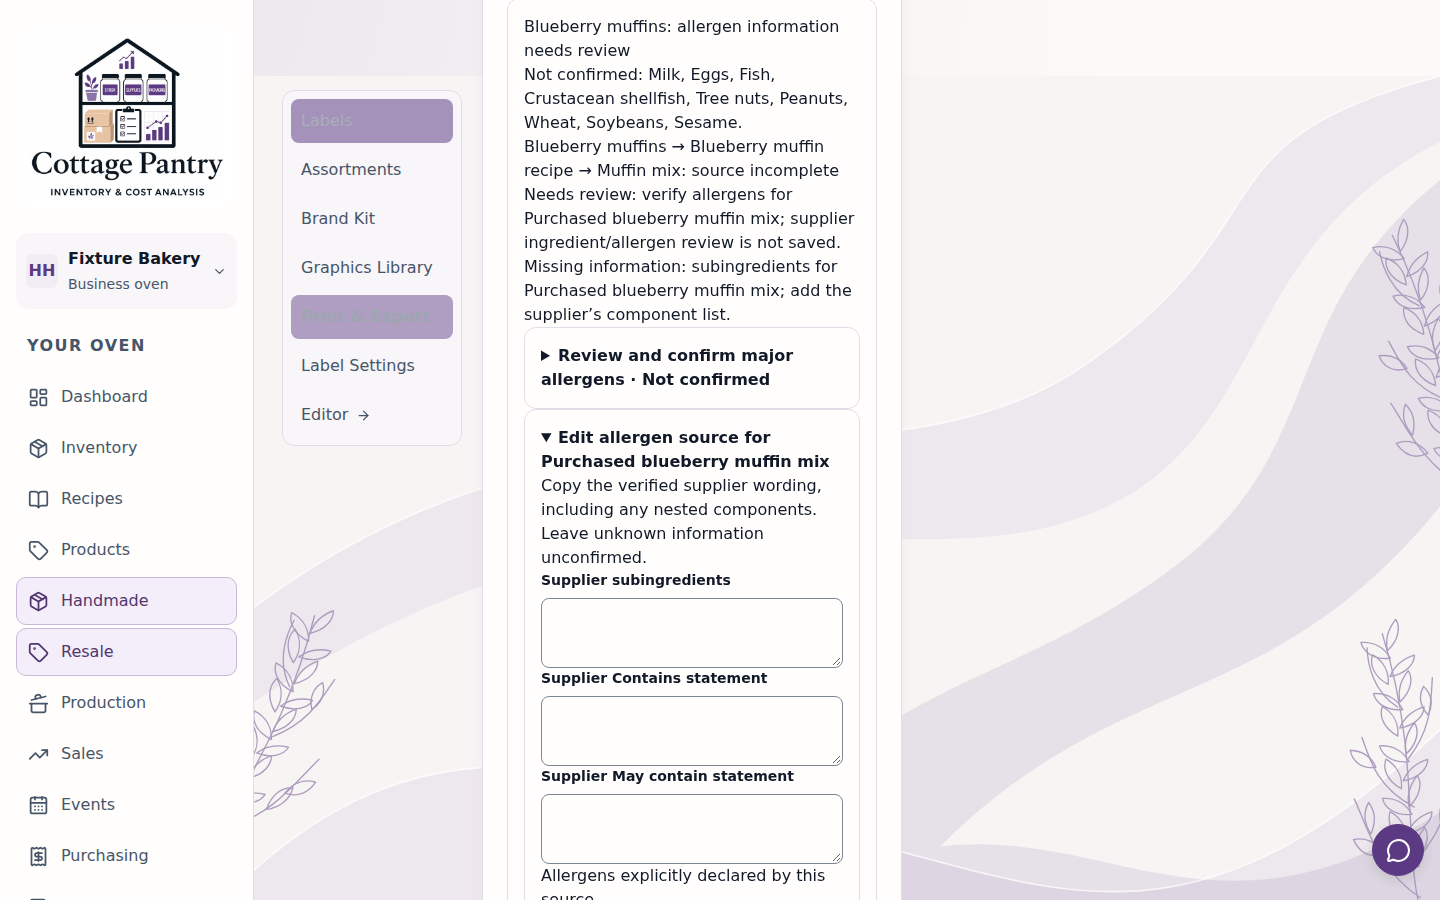 Cottage Pantry
INVENTORY & COST ANALYSIS
HH
Fixture Bakery
Business oven
YOUR OVEN
Dashboard
Inventory
Recipes
Products
Handmade
Resale
Production
Sales
Events
Purchasing
Labels
Assortments
Brand Kit
Graphics Library
Print & Export
Label Settings
Editor →
Blueberry muffins: allergen information
needs review
Not confirmed: Milk, Eggs, Fish,
Crustacean shellfish, Tree nuts, Peanuts,
Wheat, Soybeans, Sesame.
Blueberry muffins → Blueberry muffin
recipe → Muffin mix: source incomplete
Needs review: verify allergens for
Purchased blueberry muffin mix; supplier
ingredient/allergen review is not saved.
Missing information: subingredients for
Purchased blueberry muffin mix; add the
supplier’s component list.
▶ Review and confirm major
allergens · Not confirmed
▼ Edit allergen source for
Purchased blueberry muffin mix
Copy the verified supplier wording,
including any nested components.
Leave unknown information
unconfirmed.
Supplier subingredients
Supplier Contains statement
Supplier May contain statement
Allergens explicitly declared by this
source